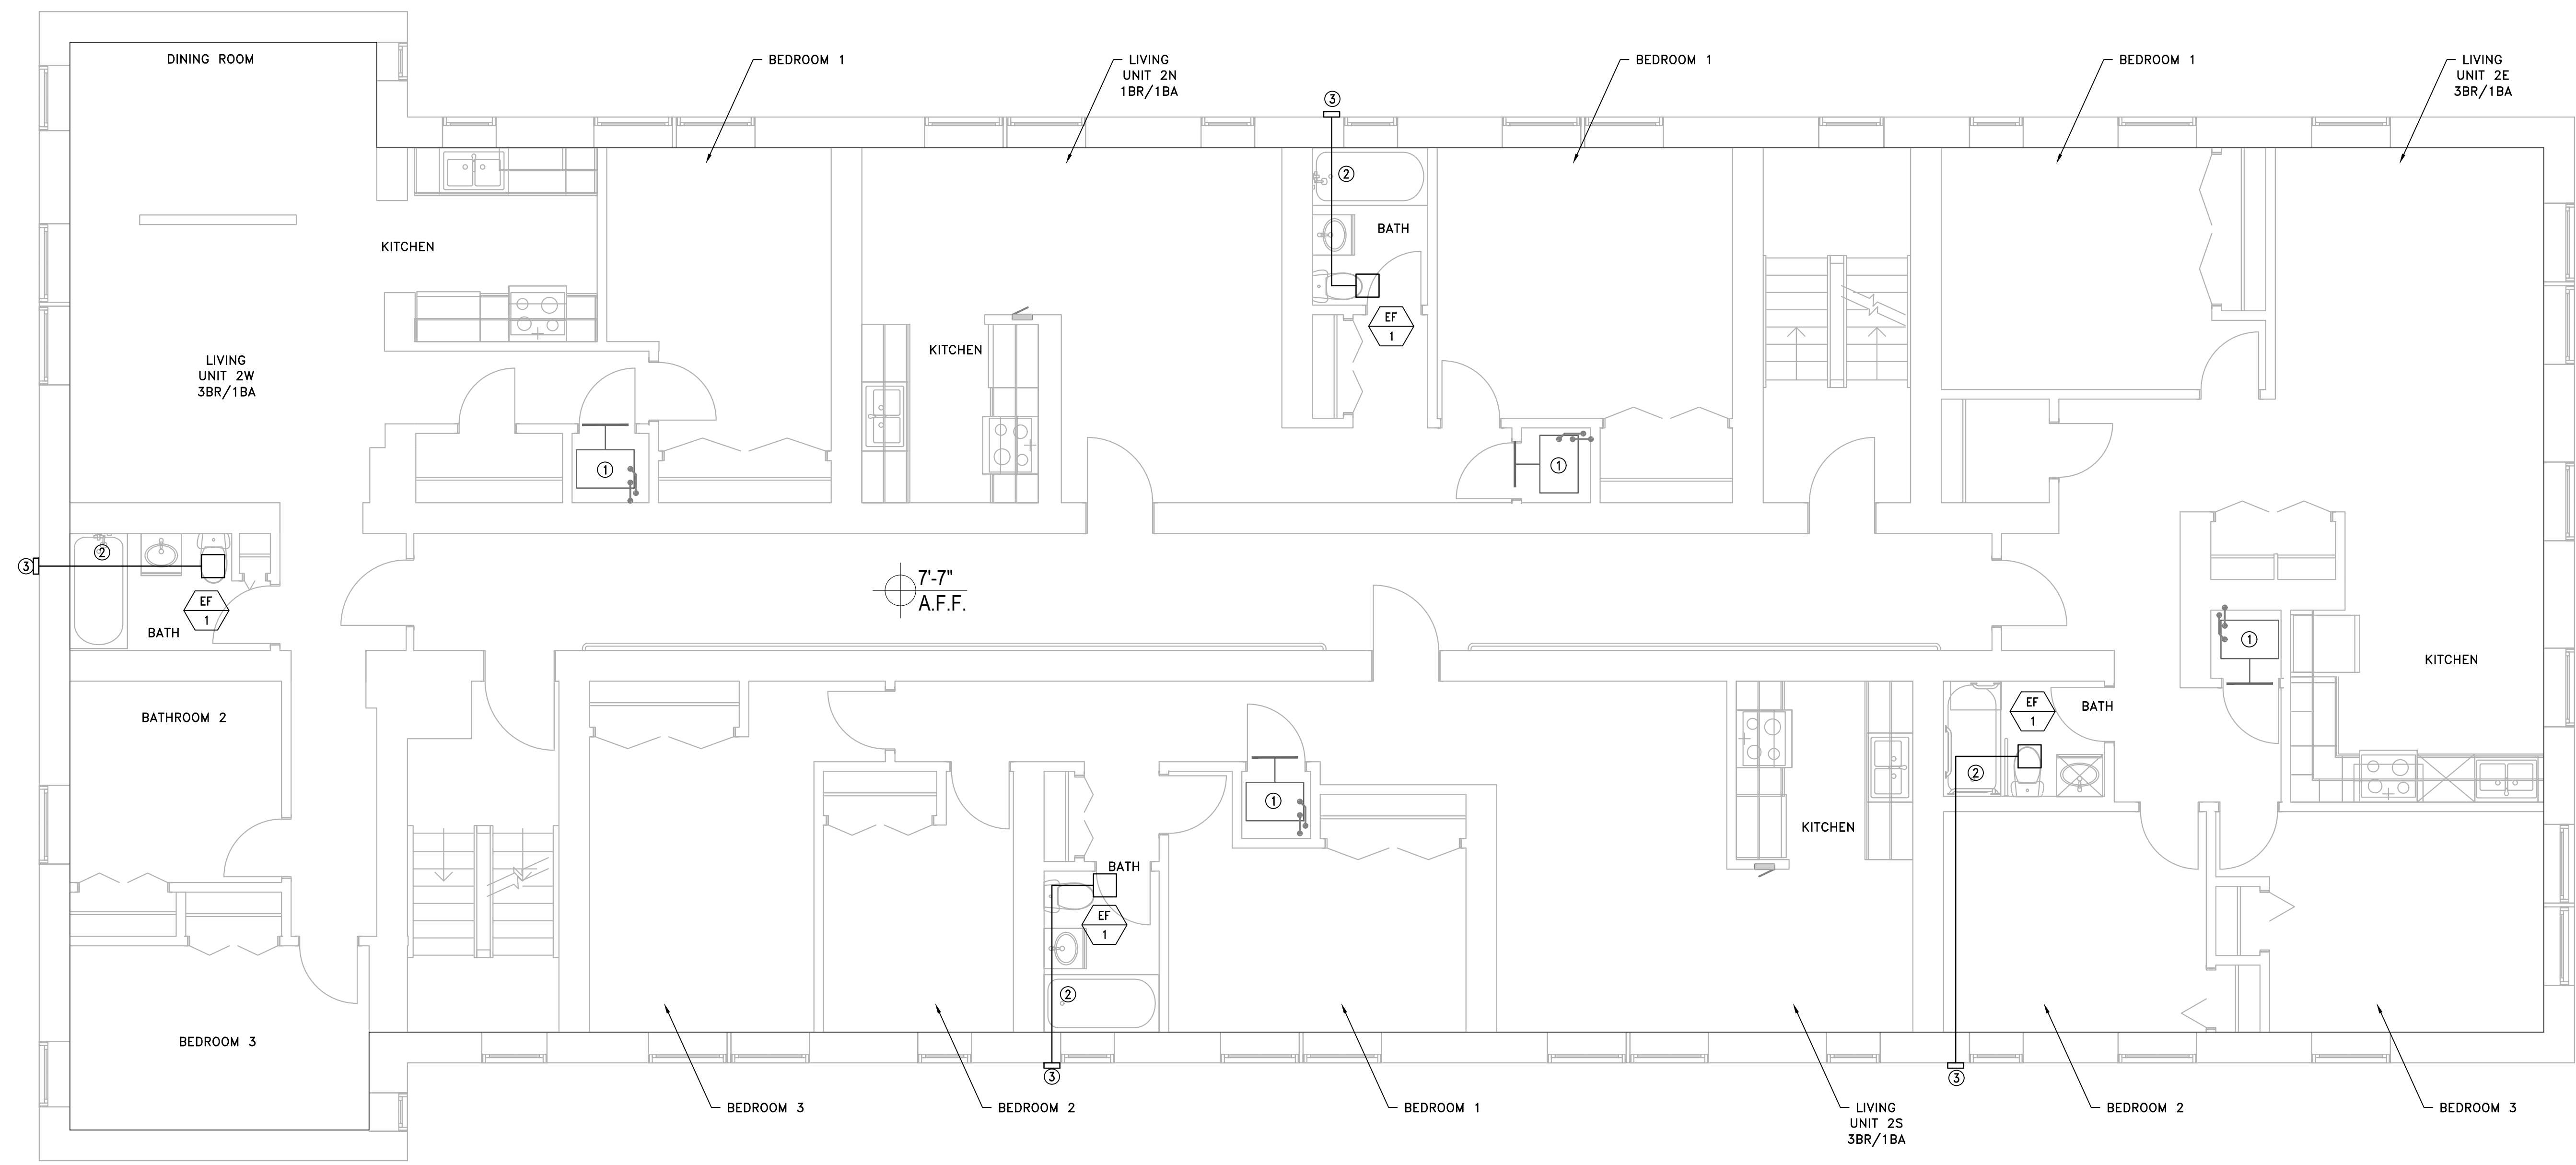 DINING ROOM
BEDROOM 1
LIVING
UNIT 2N
1BR/1BA
BEDROOM 1
BEDROOM 1
LIVING
UNIT 2E
3BR/1BA
3
2
BATH
KITCHEN
EF
1
KITCHEN
LIVING
UNIT 2W
3BR/1BA
1
1
2
3
EF
1
BATH
7'-7"
A.F.F.
1
KITCHEN
BATHROOM 2
EF
1
BATH
2
1
KITCHEN
BATH
EF
1
2
BEDROOM 3
3
3
BEDROOM 3
BEDROOM 2
BEDROOM 1
LIVING
UNIT 2S
3BR/1BA
BEDROOM 2
BEDROOM 3